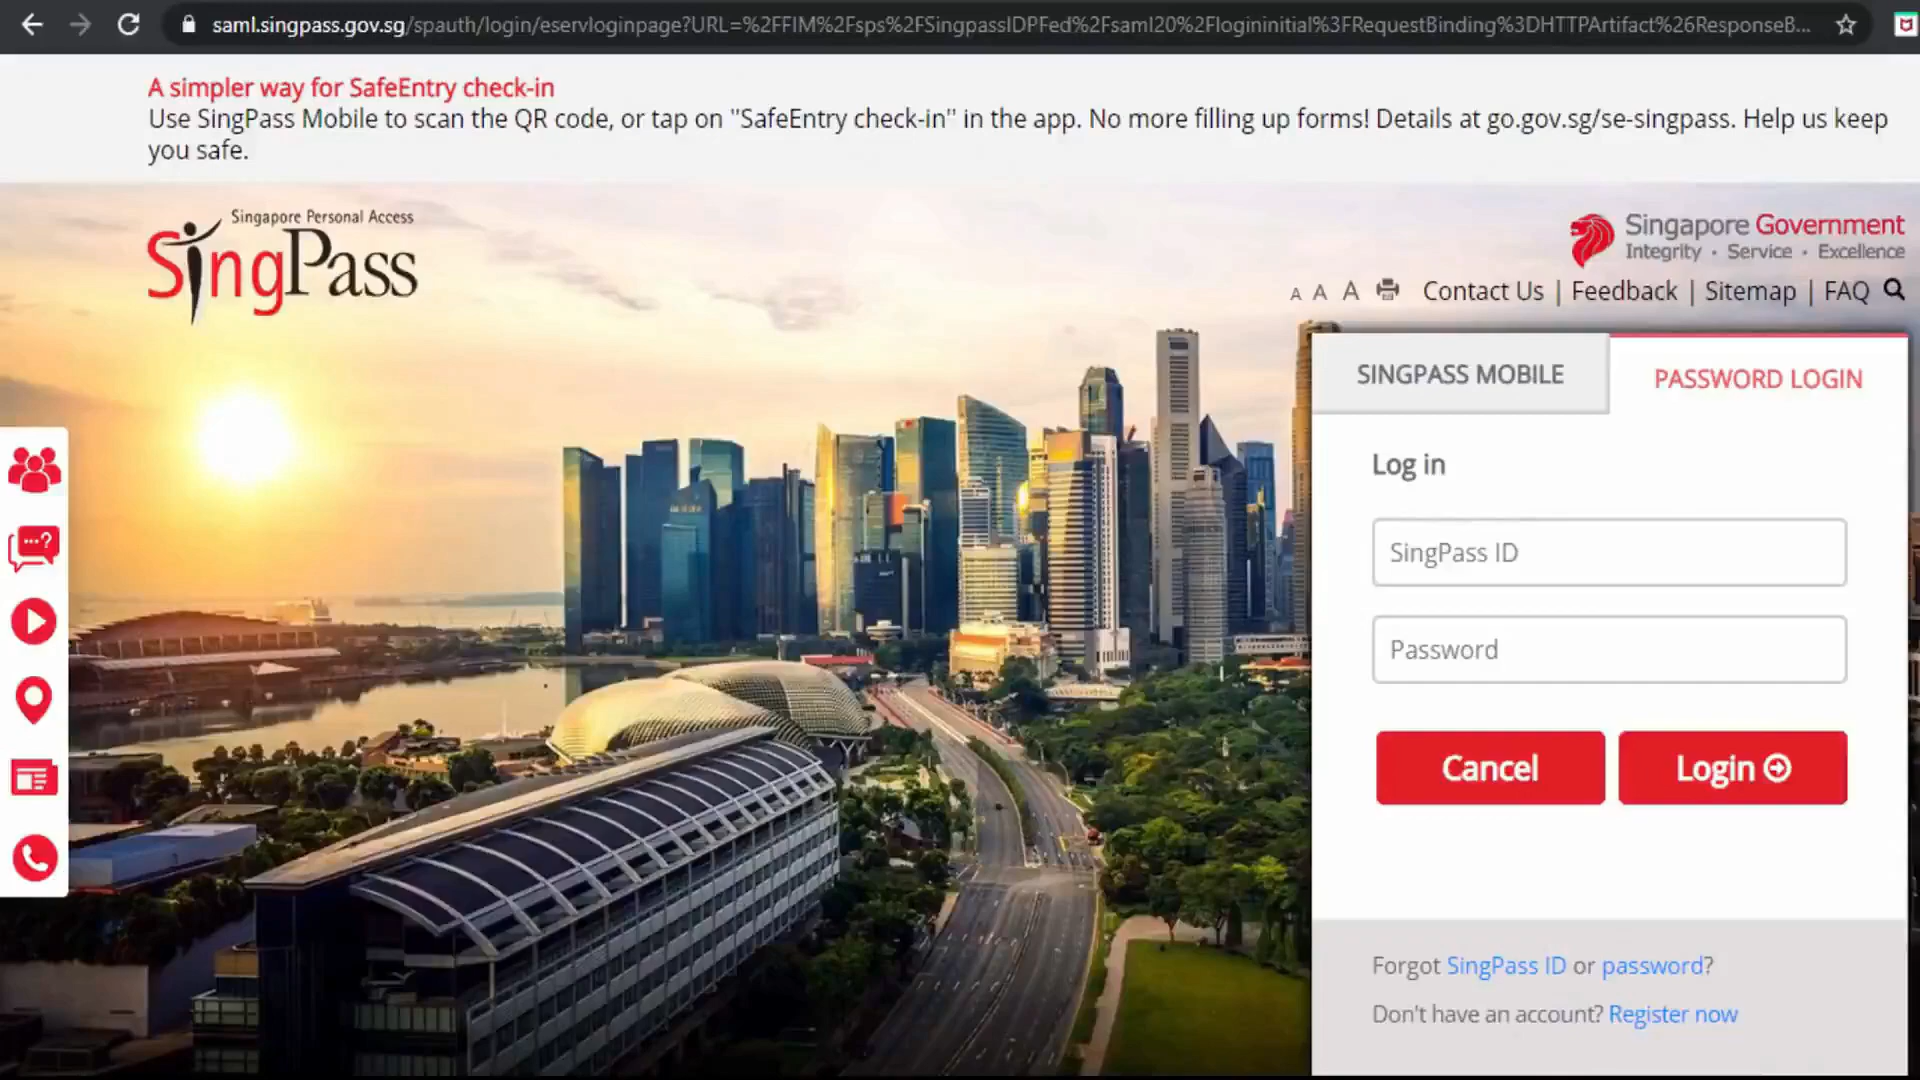 saml.singpass.gov.sg/spauth/login/eservloginpage?URL=%2FFIM%2Fsps%2FSingpassIDPFed%2Fsaml20%2Flogininitial%3FRequestBinding%3DHTTPArtifact%26ResponseB...
A simpler way for SafeEntry check-in
Use SingPass Mobile to scan the QR code, or tap on "SafeEntry check-in" in the app. No more filling up forms! Details at go.gov.sg/se-singpass. Help us keep
you safe.
Singapore Personal Access
SingPass
Singapore Government
Integrity · Service · Excellence
A A A Contact Us | Feedback | Sitemap | FAQ
SINGPASS MOBILE
PASSWORD LOGIN
Log in
SingPass ID
Password
Cancel
Login
Forgot SingPass ID or password?
Don't have an account? Register now